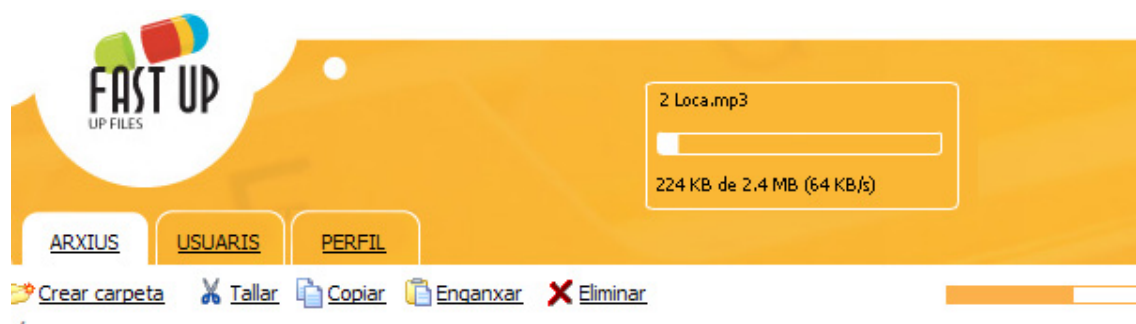 FAST UP
UP FILES
2 Loca.mp3
224 KB de 2.4 MB (64 KB/s)
ARXIUS USUARIS PERFIL
Crear carpeta Tallar Copiar Enganxar Eliminar